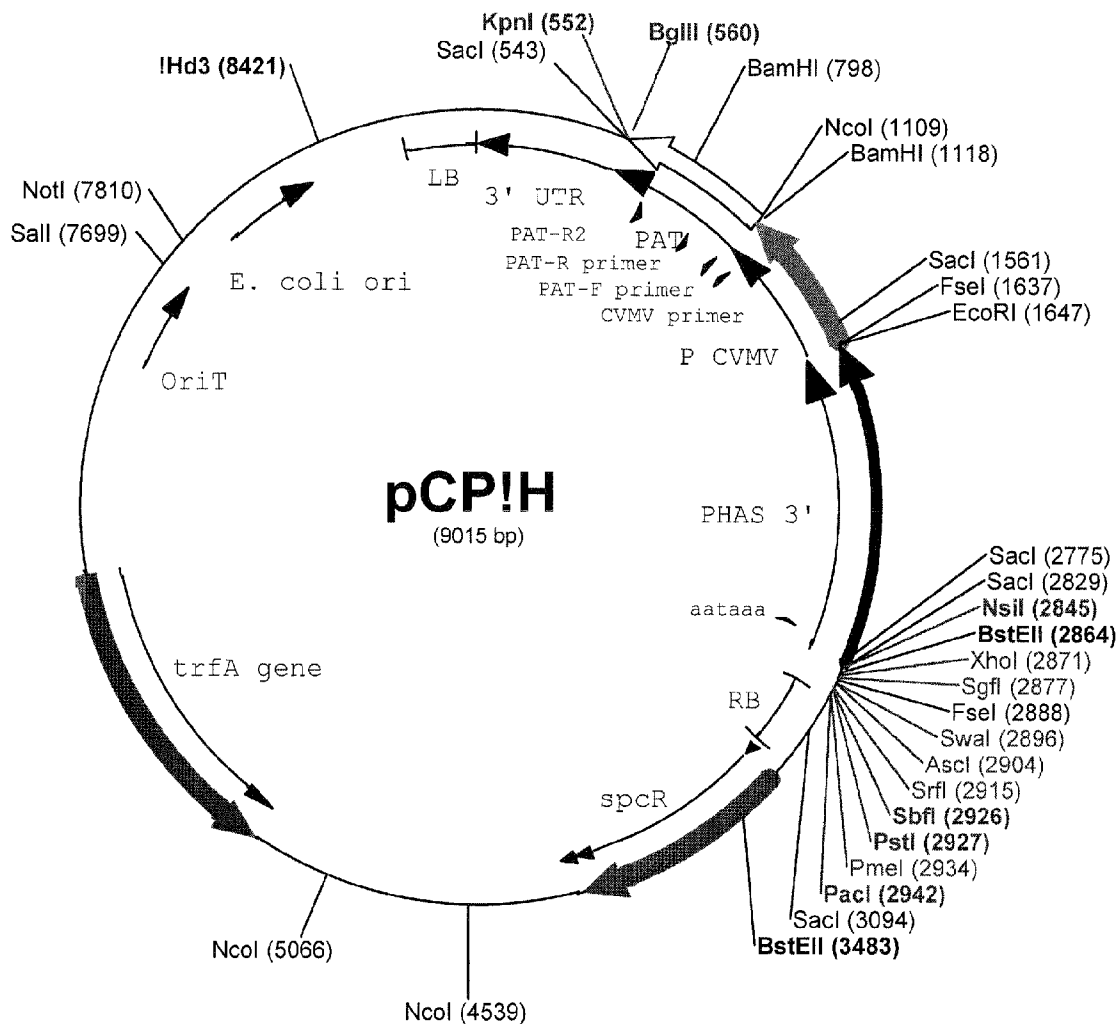 KpnI (552)
SacI (543)
BglII (560)
BamHI (798)
!Hd3 (8421)
NcoI (1109)
BamHI (1118)
NotI (7810)
SalI (7699)
LB
3' UTR
PAT-R2
PAT
PAT-R primer
PAT-F primer
CVMV primer
P CVMV
E. coli ori
OriT
SacI (1561)
FseI (1637)
EcoRI (1647)
pCP!H
(9015 bp)
PHAS 3'
aataaa
SacI (2775)
SacI (2829)
NsiI (2845)
BstEII (2864)
XhoI (2871)
SgfI (2877)
FseI (2888)
SwaI (2896)
AscI (2904)
SrfI (2915)
SbfI (2926)
PstI (2927)
PmeI (2934)
PacI (2942)
SacI (3094)
BstEII (3483)
RB
spcR
trfA gene
NcoI (5066)
NcoI (4539)